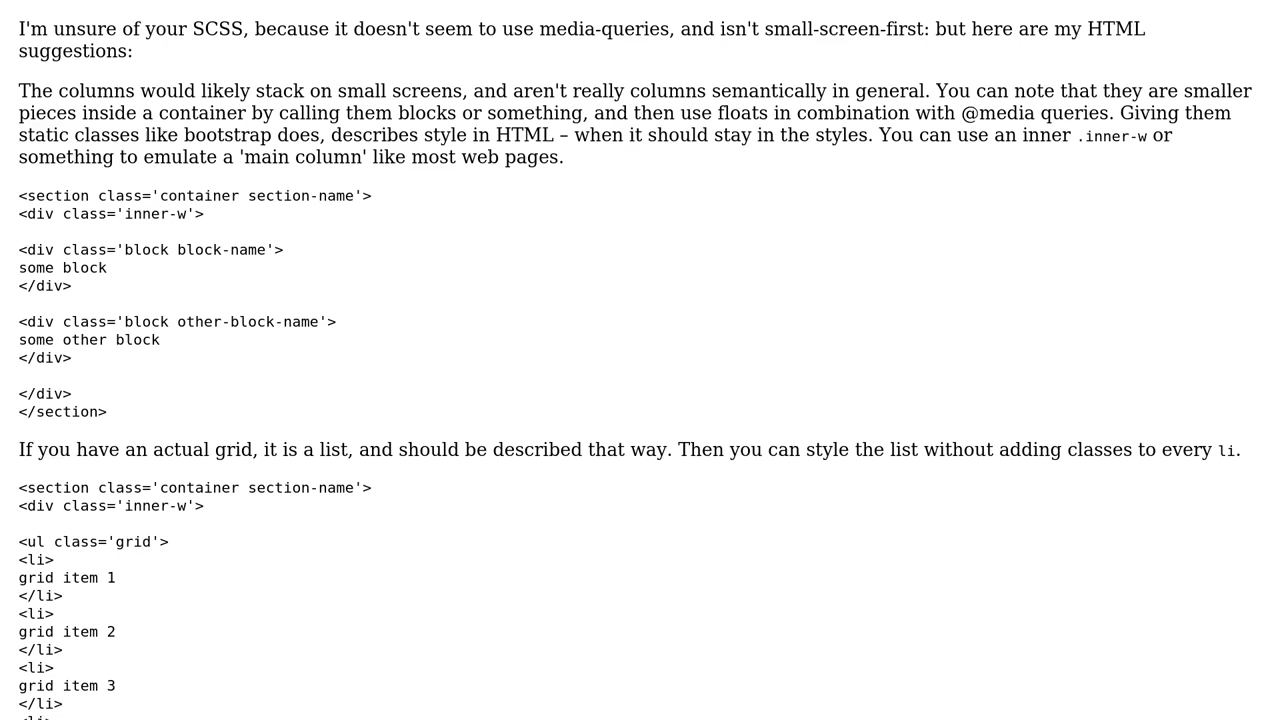 I'm unsure of your SCSS, because it doesn't seem to use media-queries, and isn't small-screen-first: but here are my HTML
suggestions:
The columns would likely stack on small screens, and aren't really columns semantically in general. You can note that they are smaller
pieces inside a container by calling them blocks or something, and then use floats in combination with @media queries. Giving them
static classes like bootstrap does, describes style in HTML – when it should stay in the styles. You can use an inner .inner-w or
something to emulate a 'main column' like most web pages.
<section class='container section-name'>
<div class='inner-w'>
<div class='block block-name'>
some block
</div>
<div class='block other-block-name'>
some other block
</div>
</div>
</section>
If you have an actual grid, it is a list, and should be described that way. Then you can style the list without adding classes to every li.
<section class='container section-name'>
<div class='inner-w'>
<ul class='grid'>
<li>
grid item 1
</li>
<li>
grid item 2
</li>
<li>
grid item 3
</li>